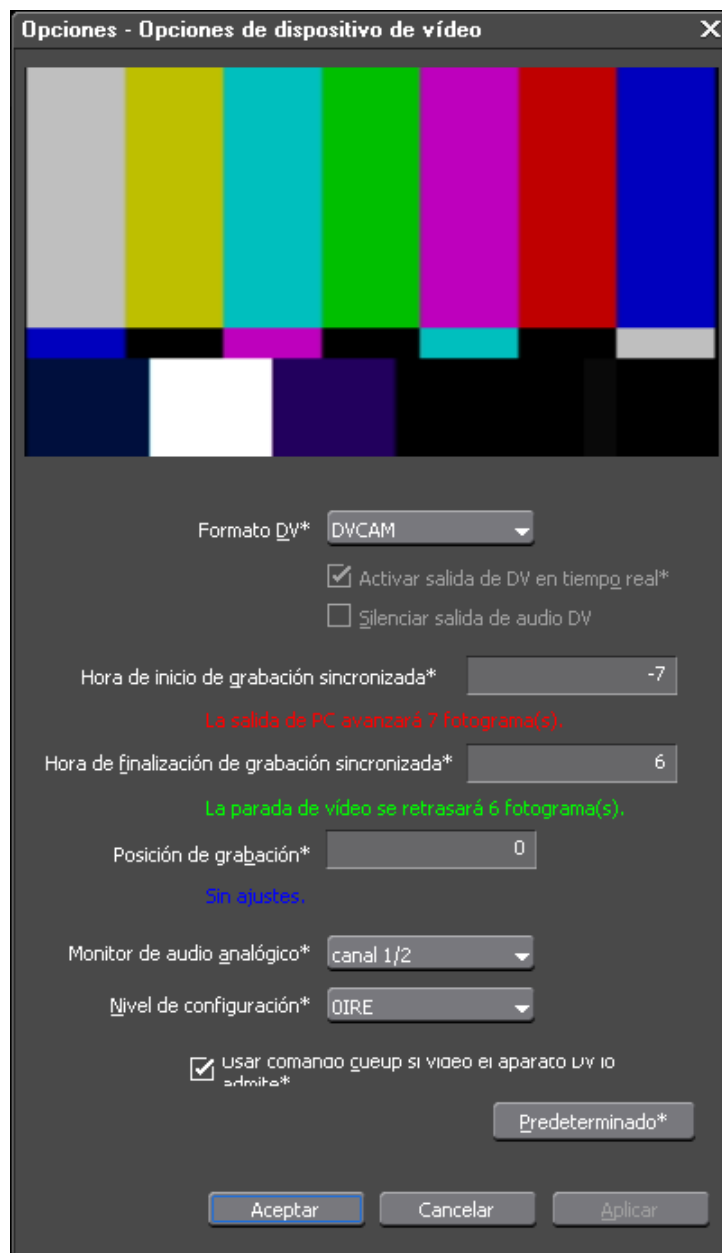 Opciones - Opciones de dispositivo de vídeo
Formato DV* DVCAM
Activar salida de DV en tiempo real*
Silenciar salida de audio DV
Hora de inicio de grabación sincronizada* -7
La salida de PC avanzará 7 fotograma(s).
Hora de finalización de grabación sincronizada* 6
La parada de vídeo se retrasará 6 fotograma(s).
Posición de grabación* 0
Sin ajustes.
Monitor de audio analógico* canal 1/2
Nivel de configuración* 0IRE
Usar comando cueup si vídeo el aparato DV lo
admite*
Predeterminado*
Aceptar Cancelar Aplicar